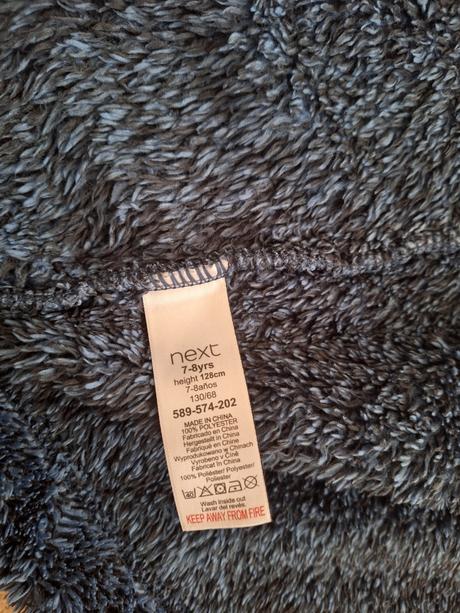 next
7-8yrs
height 128cm
7-8años
130/68
589-574-202
MADE IN CHINA
100% POLYESTER
Fabricado en China
Hergestellt in China
Fabriqué en Chine
Wyprodukowano w Chinach
Vyrobeno v Číně
Fabricat în China
100% Poliéster/ Polyester/
Poliester
40
Wash inside out
Lavar del revés.
KEEP AWAY FROM FIRE